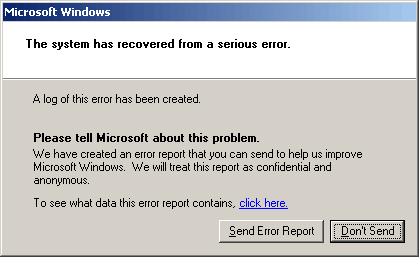 Microsoft Windows
The system has recovered from a serious error.
A log of this error has been created.
Please tell Microsoft about this problem.
We have created an error report that you can send to help us improve
Microsoft Windows. We will treat this report as confidential and
anonymous.
To see what data this error report contains, click here.
Send Error Report
Don't Send